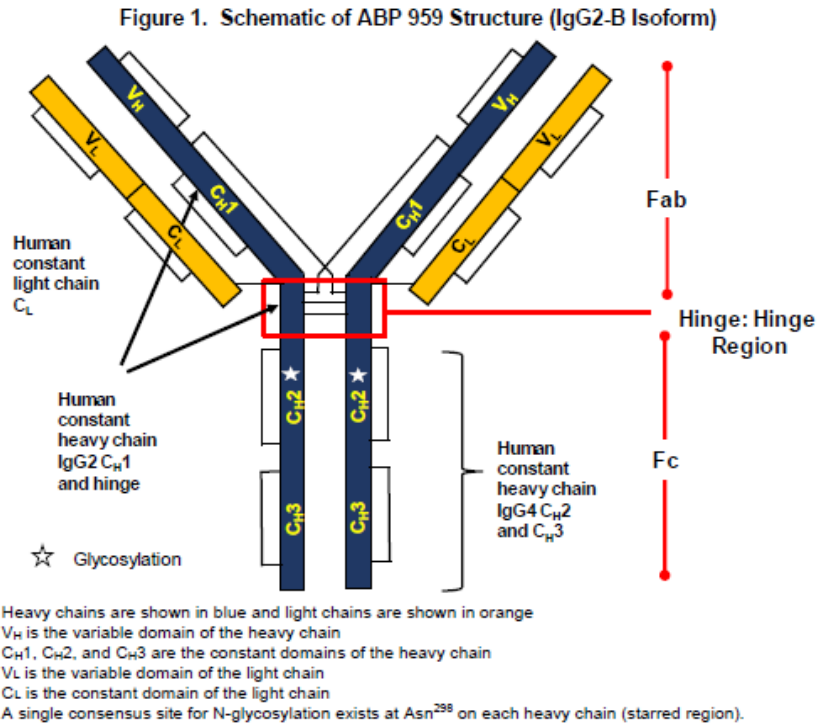 Figure 1. Schematic of ABP 959 Structure (IgG2-B Isoform)
VH
VH
VL
VL
CH1
CH1
CL
CL
Fab
Human
constant
light chain
CL
Hinge: Hinge
Region
Human
constant
heavy chain
IgG2 CH1
and hinge
CH2
CH2
CH3
CH3
Human
constant
heavy chain
IgG4 CH2
and CH3
Fc
☆ Glycosylation
Heavy chains are shown in blue and light chains are shown in orange
VH is the variable domain of the heavy chain
CH1, CH2, and CH3 are the constant domains of the heavy chain
VL is the variable domain of the light chain
CL is the constant domain of the light chain
A single consensus site for N-glycosylation exists at Asn298 on each heavy chain (starred region).